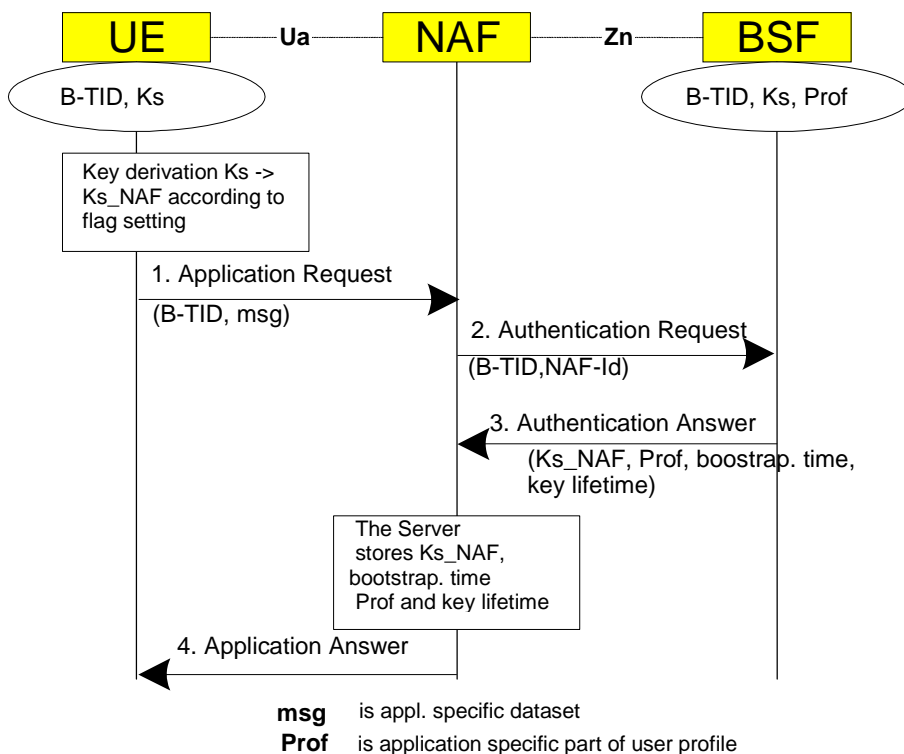 UE Ua NAF Zn BSF
B-TID, Ks
B-TID, Ks, Prof
Key derivation Ks ->
Ks_NAF according to
flag setting
1. Application Request
(B-TID, msg)
2. Authentication Request
(B-TID,NAF-Id)
3. Authentication Answer
(Ks_NAF, Prof, boostrap. time,
key lifetime)
The Server
stores Ks_NAF,
bootstrap. time
Prof and key lifetime
4. Application Answer
msg is appl. specific dataset
Prof is application specific part of user profile